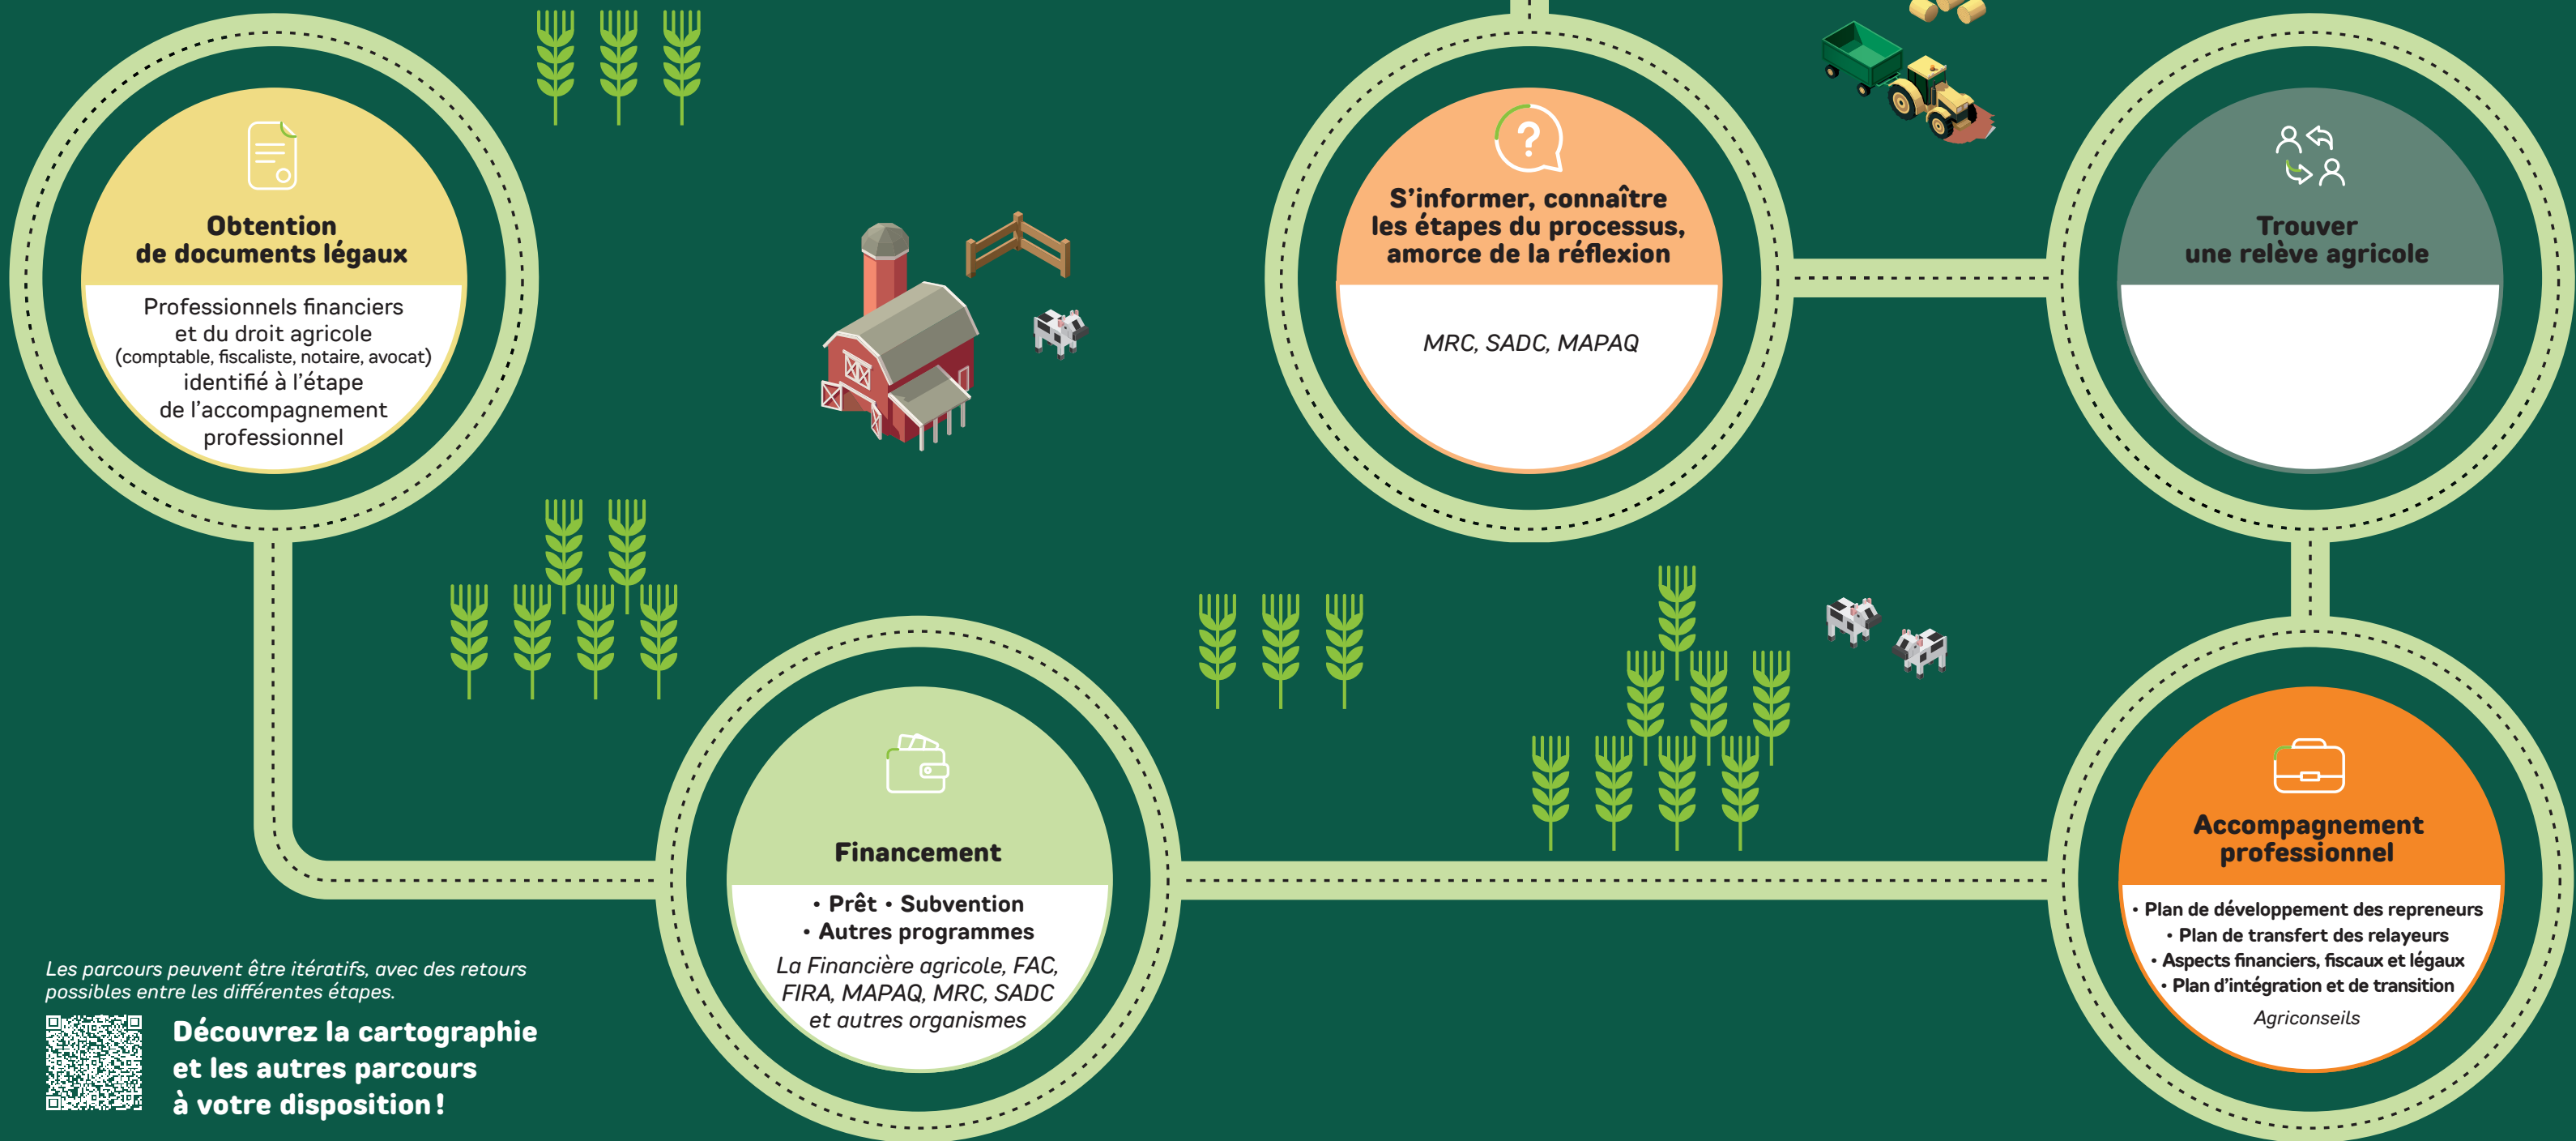 Obtention
de documents légaux
Professionnels financiers
et du droit agricole
(comptable, fiscaliste, notaire, avocat)
identifié à l'étape
de l'accompagnement
professionnel
S'informer, connaître
les étapes du processus,
amorce de la réflexion
MRC, SADC, MAPAQ
Trouver
une relève agricole
Financement
• Prêt • Subvention
• Autres programmes
La Financière agricole, FAC,
FIRA, MAPAQ, MRC, SADC
et autres organismes
Accompagnement
professionnel
• Plan de développement des repreneurs
• Plan de transfert des relayeurs
• Aspects financiers, fiscaux et légaux
• Plan d'intégration et de transition
Agriconseils
Les parcours peuvent être itératifs, avec des retours
possibles entre les différentes étapes.
Découvrez la cartographie
et les autres parcours
à votre disposition !